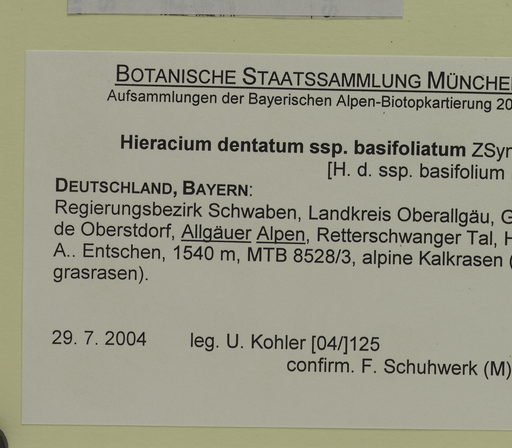 BOTANISCHE STAATSSAMMLUNG MÜNCHE
Aufsammlungen der Bayerischen Alpen-Biotopkartierung 20
Hieracium dentatum ssp. basifoliatum ZSyn
[H. d. ssp. basifolium
DEUTSCHLAND, BAYERN:
Regierungsbezirk Schwaben, Landkreis Oberallgäu, G
de Oberstdorf, Allgäuer Alpen, Retterschwanger Tal, H
A.. Entschen, 1540 m, MTB 8528/3, alpine Kalkrasen (
grasrasen).
29. 7. 2004 leg. U. Kohler [04/]125
confirm. F. Schuhwerk (M)